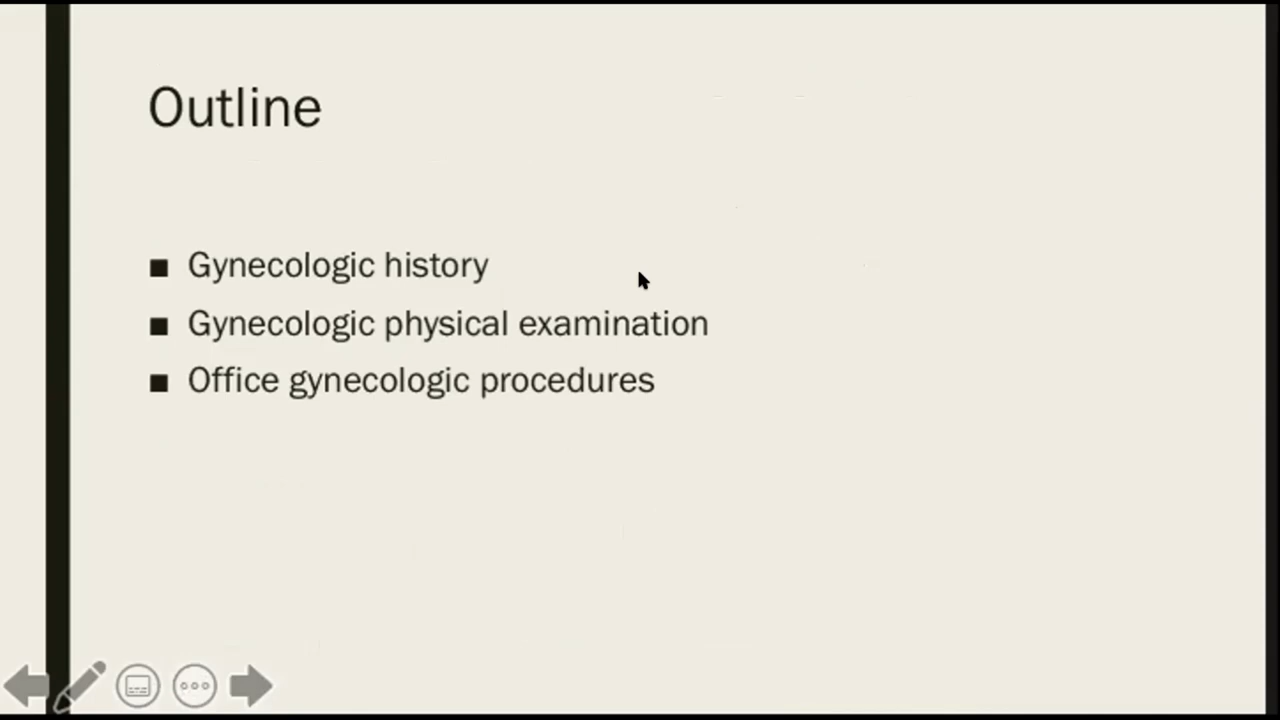 Outline
■ Gynecologic history
■ Gynecologic physical examination
■ Office gynecologic procedures